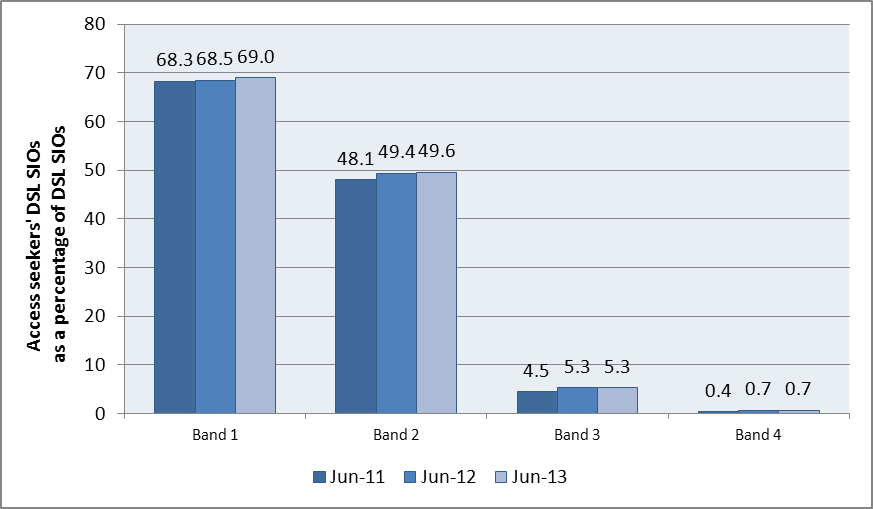 Access seekers' DSL SIOs
as a percentage of DSL SIOs
80
70
60
50
40
30
20
10
0
68.3 68.5 69.0
48.1 49.4 49.6
4.5 5.3 5.3
0.4 0.7 0.7
Band 1 Band 2 Band 3 Band 4
Jun-11 Jun-12 Jun-13